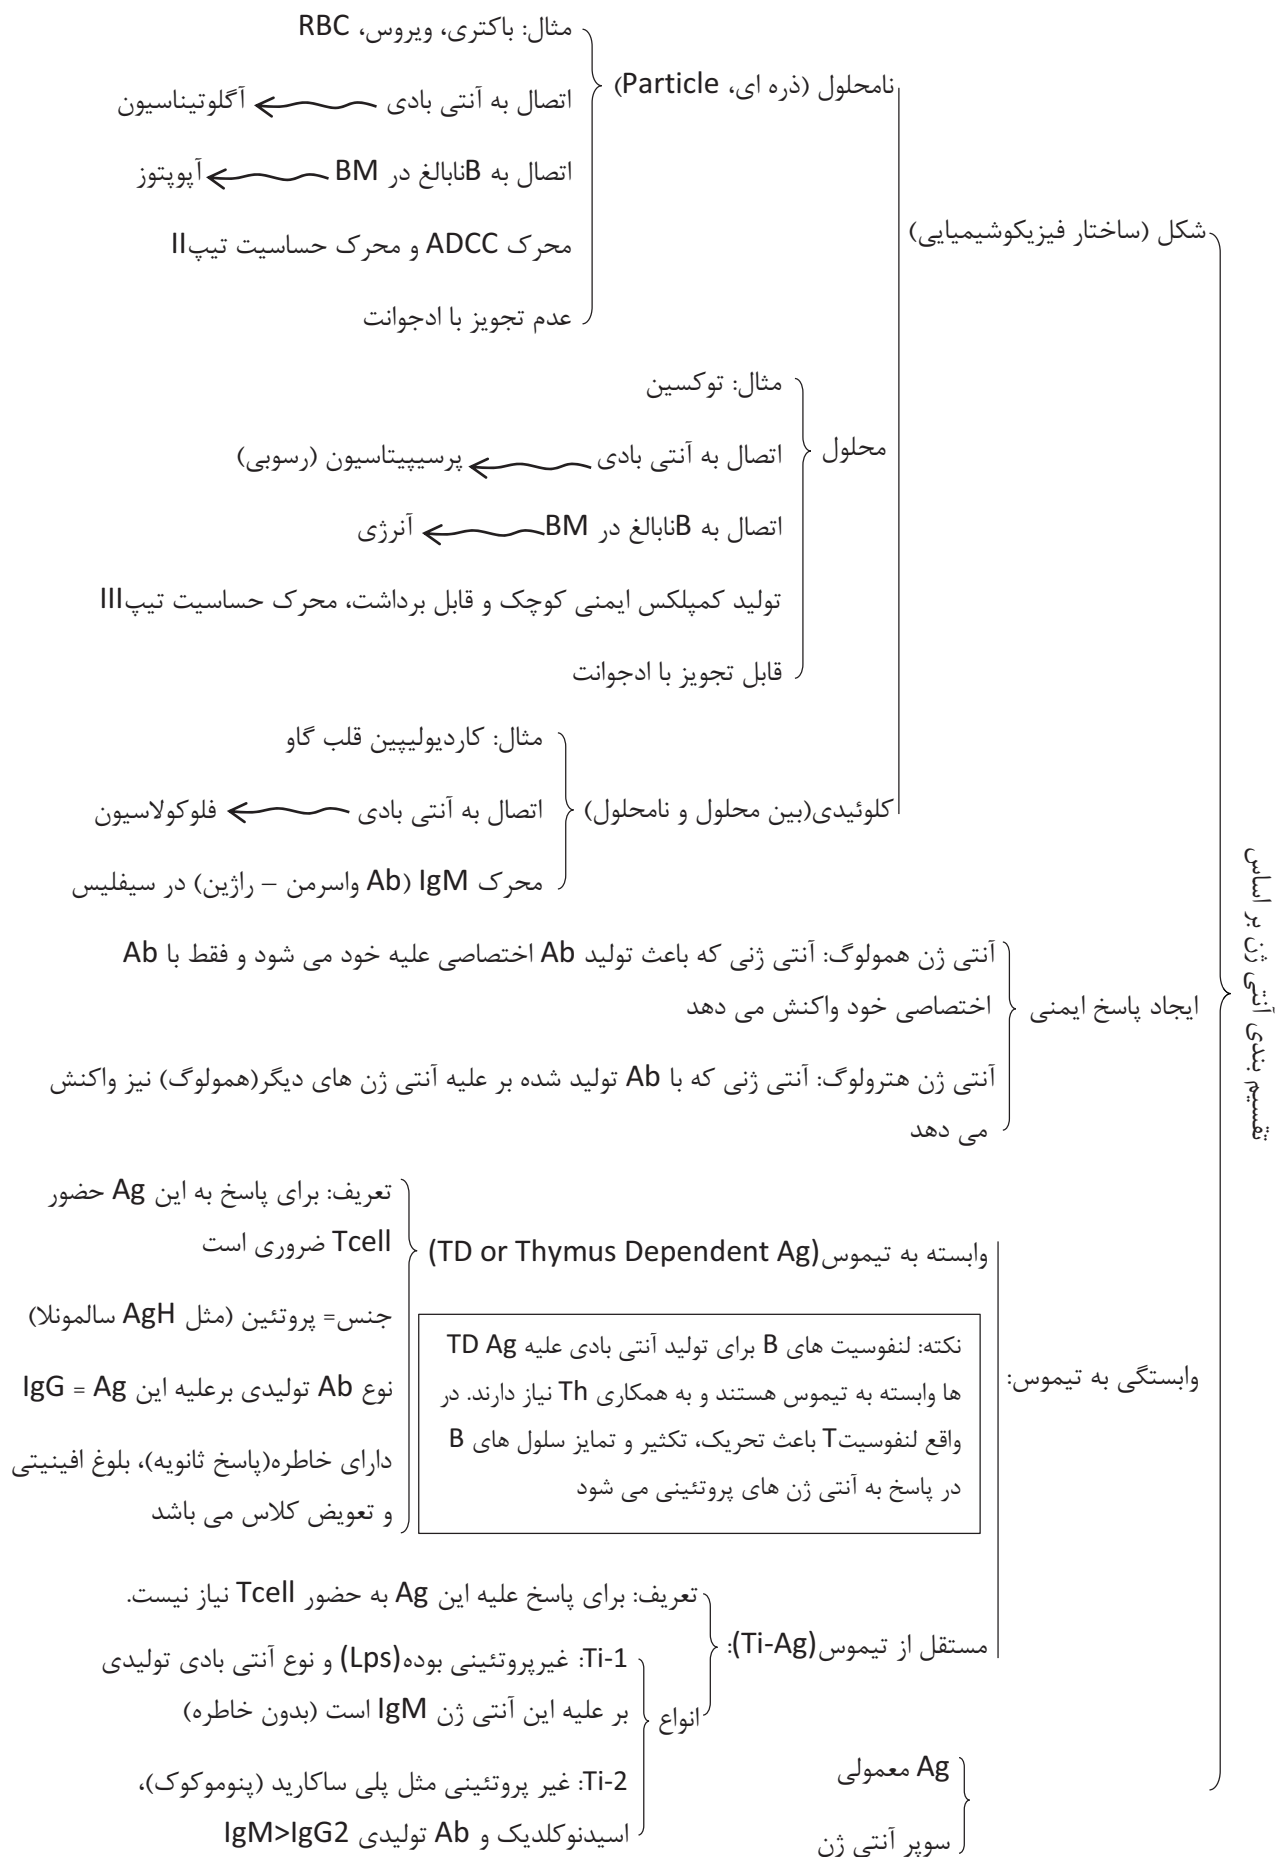 تقسیم بندی آنتی ژن بر اساس
شکل (ساختار فیزیکوشیمیایی)
نامحلول (ذره ای، Particle)
مثال: باکتری، ویروس، RBC
اتصال به آنتی بادی آگلوتیناسیون
اتصال به Bنابالغ در BM آپوپتوز
محرک ADCC و محرک حساسیت تیپII
عدم تجویز با ادجوانت
محلول
مثال: توکسین
اتصال به آنتی بادی پرسیپیتاسیون (رسوبی)
اتصال به Bنابالغ در BM آنرژی
تولید کمپلکس ایمنی کوچک و قابل برداشت، محرک حساسیت تیپIII
قابل تجویز با ادجوانت
کلوئیدی(بین محلول و نامحلول)
مثال: کاردیولیپین قلب گاو
اتصال به آنتی بادی فلوکولاسیون
محرک IgM (Ab واسرمن – راژین) در سیفلیس
ایجاد پاسخ ایمنی
آنتی ژن همولوگ: آنتی ژنی که باعث تولید Ab اختصاصی علیه خود می شود و فقط با Ab
اختصاصی خود واکنش می دهد
آنتی ژن هترولوگ: آنتی ژنی که با Ab تولید شده بر علیه آنتی ژن های دیگر(همولوگ) نیز واکنش
می دهد
وابستگی به تیموس:
وابسته به تیموس(TD or Thymus Dependent Ag)
تعریف: برای پاسخ به این Ag حضور
Tcell ضروری است
جنس= پروتئین (مثل AgH سالمونلا)
نوع Ab تولیدی برعلیه این IgG = Ag
دارای خاطره(پاسخ ثانویه)، بلوغ افینیتی
و تعویض کلاس می باشد
نکته: لنفوسیت های B برای تولید آنتی بادی علیه TD Ag
ها وابسته به تیموس هستند و به همکاری Th نیاز دارند. در
واقع لنفوسیتT باعث تحریک، تکثیر و تمایز سلول های B
در پاسخ به آنتی ژن های پروتئینی می شود
مستقل از تیموس(Ti-Ag):
تعریف: برای پاسخ علیه این Ag به حضور Tcell نیاز نیست.
انواع
Ti-1: غیرپروتئینی بوده(Lps) و نوع آنتی بادی تولیدی
بر علیه این آنتی ژن IgM است (بدون خاطره)
Ti-2: غیر پروتئینی مثل پلی ساکارید (پنوموکوک)،
اسیدنوکلدیک و Ab تولیدی IgM>IgG2
Ag معمولی
سوپر آنتی ژن